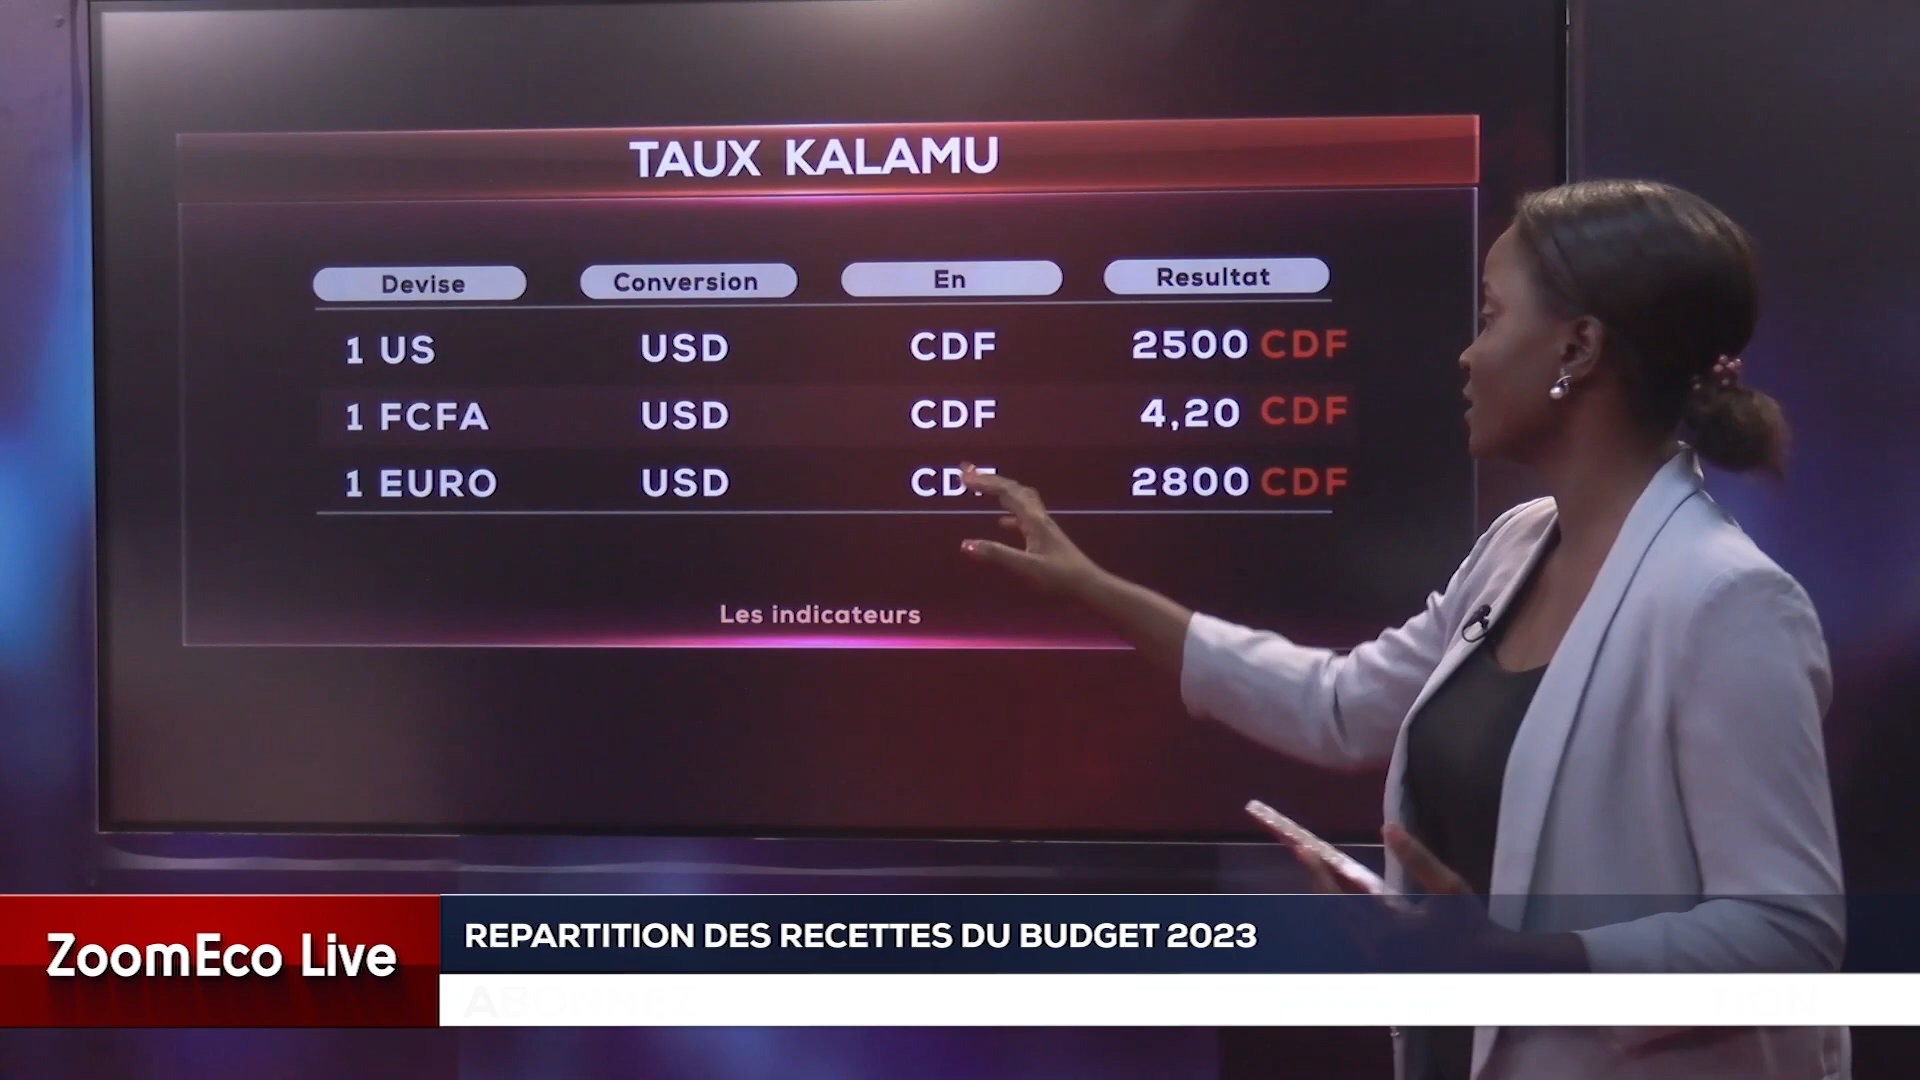 TAUX KALAMU
Devise Conversion En Resultat
1 US USD CDF 2500 CDF
1 FCFA USD CDF 4,20 CDF
1 EURO USD CDF 2800 CDF
Les indicateurs
ZoomEco Live
REPARTITION DES RECETTES DU BUDGET 2023